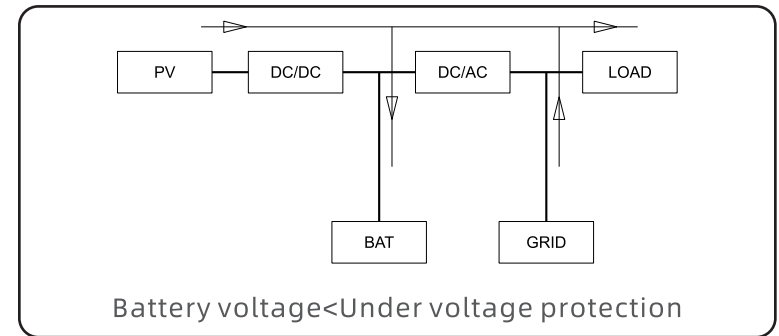 PV
DC/DC
DC/AC
LOAD
BAT
GRID
Battery voltage<Under voltage protection